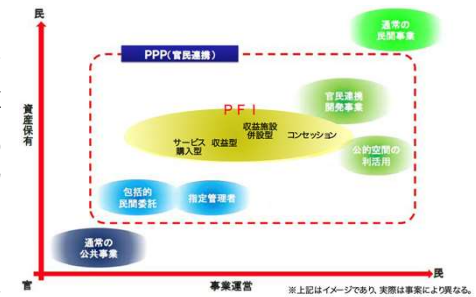 民
通常の
民間事業
PPP(官民連携)
資産保有
官民連携
開発事業
PFI
収益施設
併設型
コンセッション
サービス
購入型
収益型
公的空間の
利活用
包括的
民間委託
指定管理者
通常の
公共事業
官
事業運営
民
※上記はイメージであり、実際は事案により異なる。